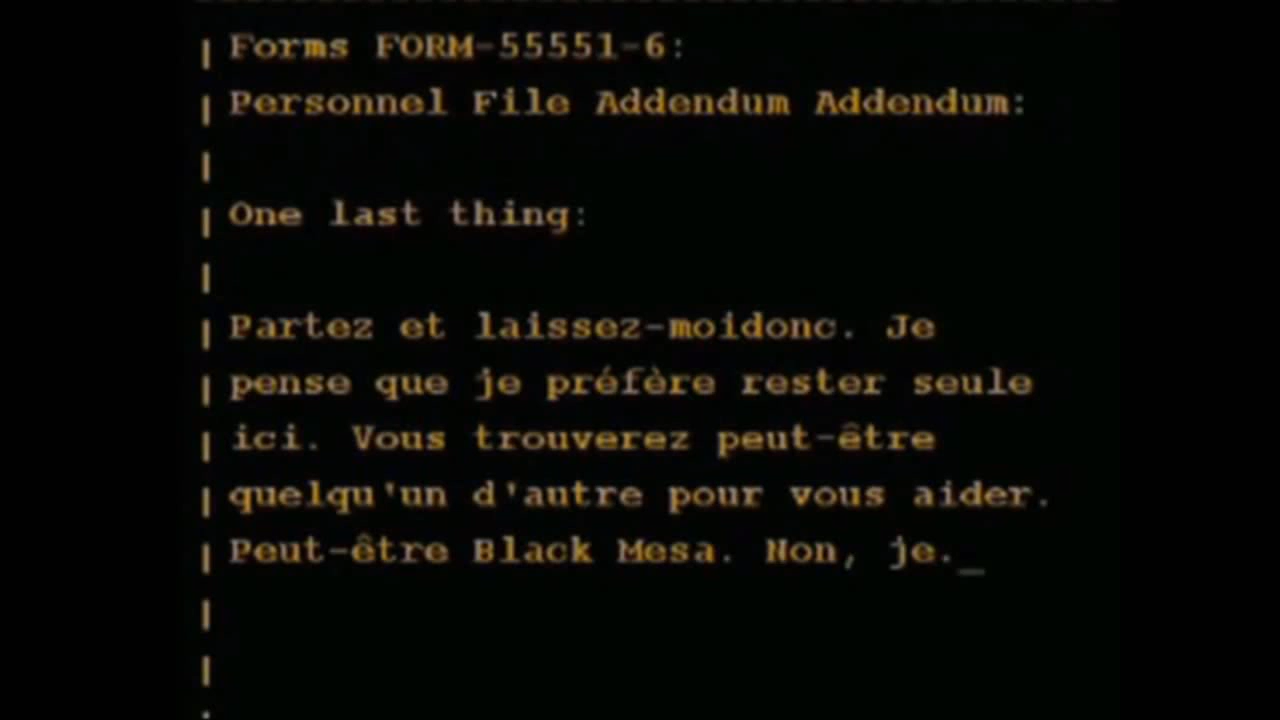 Forms FORM-55551-6:
Personnel File Addendum Addendum:
One last thing:
Partez et laissez-moidonc. Je
pense que je préfère rester seule
ici. Vous trouverez peut-être
quelqu'un d'autre pour vous aider.
Peut-être Black Mesa. Non, je._